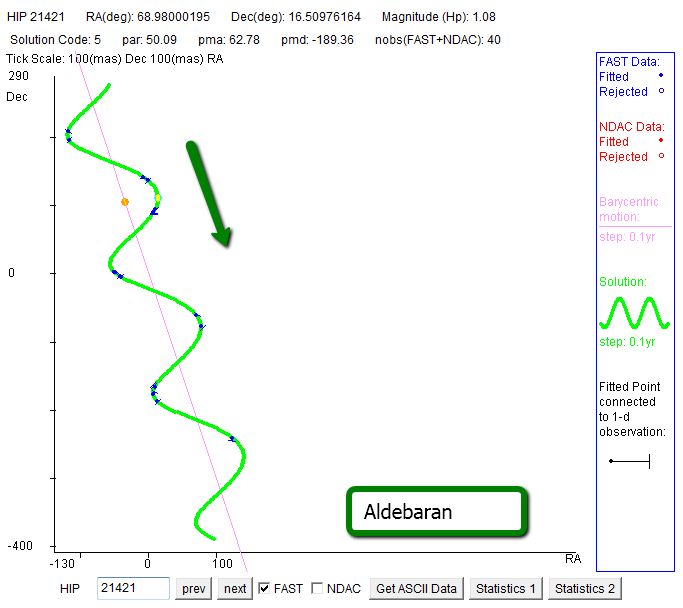 HIP 21421 RA(deg): 68.98000195 Dec(deg): 16.50976164 Magnitude (Hp): 1.08
Solution Code: 5 par: 50.09 pma: 62.78 pmd: -189.36 nobs(FAST+NDAC): 40
Tick Scale: 100(mas) Dec 100(mas) RA
290
Dec
0
-400
-130 0 100 RA
Aldebaran
FAST Data:
Fitted
Rejected
NDAC Data:
Fitted
Rejected
Barycentric
motion:
step: 0.1yr
Solution:
step: 0.1yr
Fitted Point
connected
to 1-d
observation:
HIP 21421 prev next FAST NDAC Get ASCII Data Statistics 1 Statistics 2